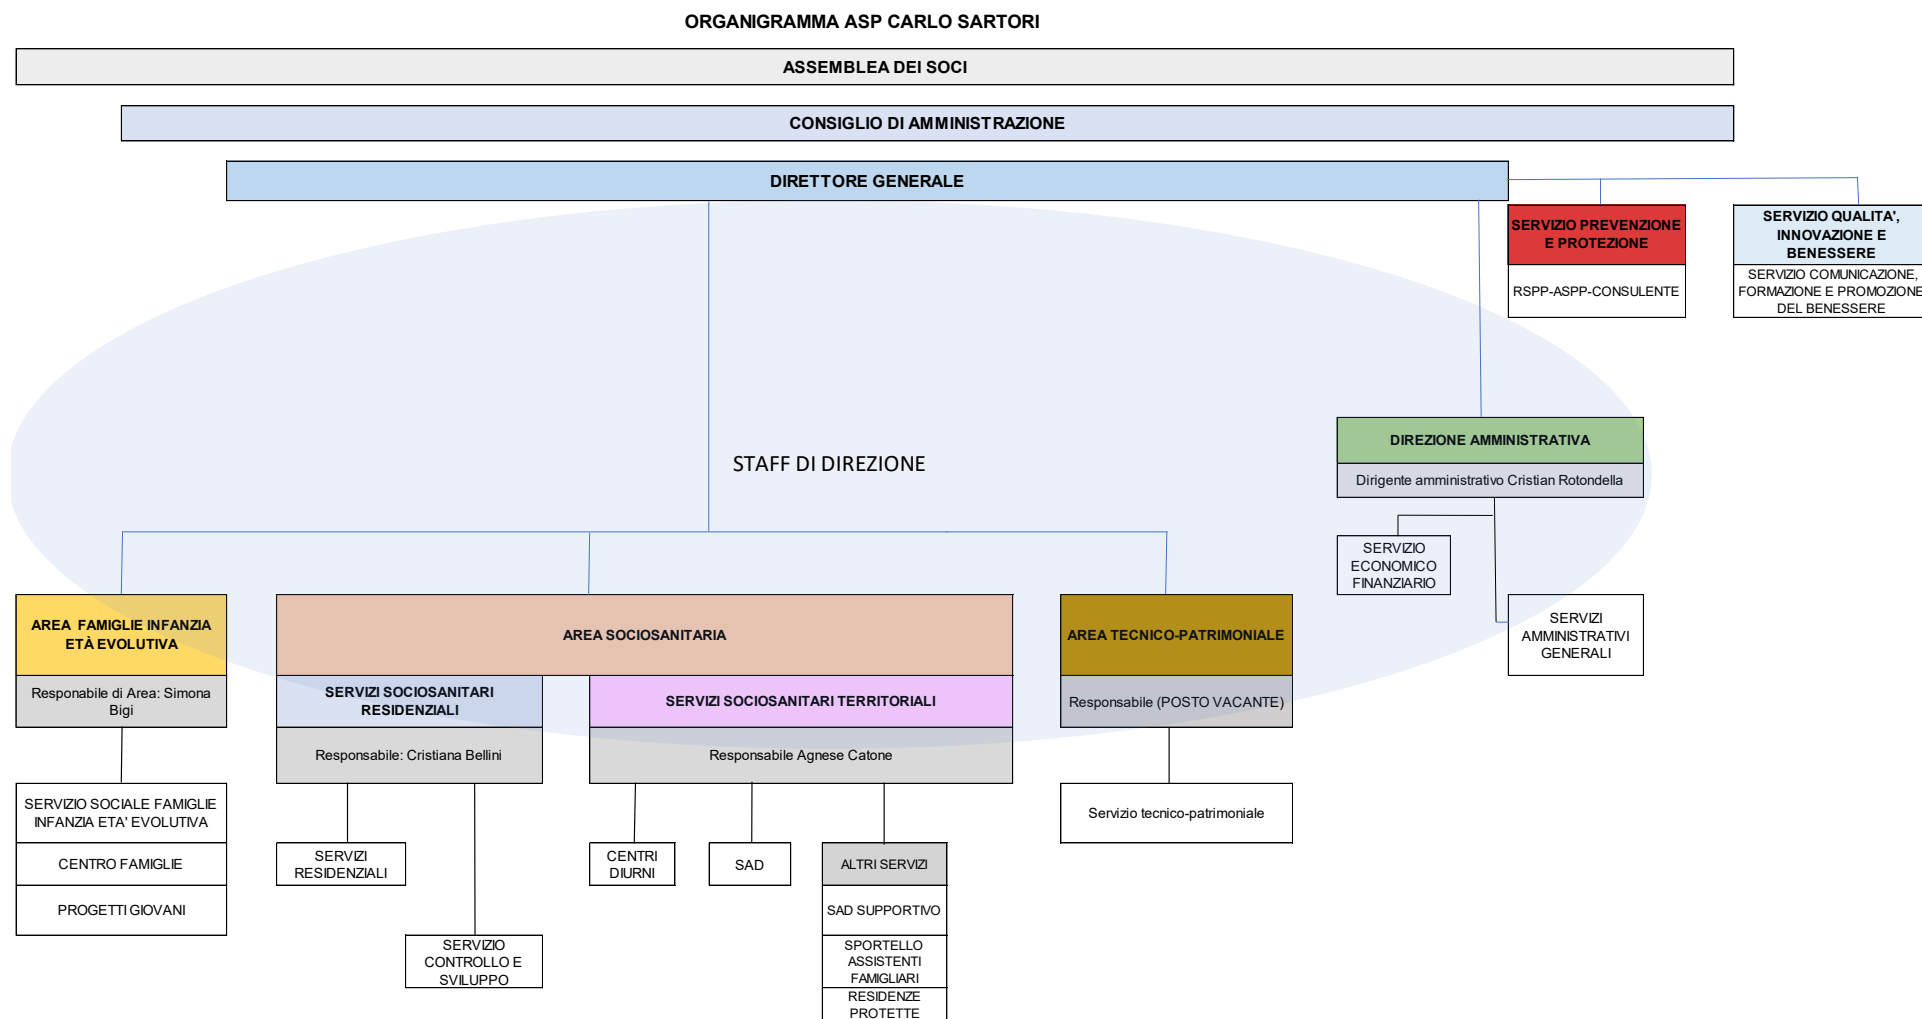 ORGANIGRAMMA ASP CARLO SARTORI
ASSEMBLEA DEI SOCI
CONSIGLIO DI AMMINISTRAZIONE
DIRETTORE GENERALE
SERVIZIO PREVENZIONE
E PROTEZIONE
RSPP-ASPP-CONSULENTE
SERVIZIO QUALITA',
INNOVAZIONE E
BENESSERE
SERVIZIO COMUNICAZIONE,
FORMAZIONE E PROMOZIONE
DEL BENESSERE
STAFF DI DIREZIONE
DIREZIONE AMMINISTRATIVA
Dirigente amministrativo Cristian Rotondella
SERVIZIO
ECONOMICO
FINANZIARIO
SERVIZI
AMMINISTRATIVI
GENERALI
AREA FAMIGLIE INFANZIA
ETÀ EVOLUTIVA
Responabile di Area: Simona
Bigi
SERVIZIO SOCIALE FAMIGLIE
INFANZIA ETA' EVOLUTIVA
CENTRO FAMIGLIE
PROGETTI GIOVANI
AREA SOCIOSANITARIA
SERVIZI SOCIOSANITARI
RESIDENZIALI
Responsabile: Cristiana Bellini
SERVIZI
RESIDENZIALI
SERVIZIO
CONTROLLO E
SVILUPPO
SERVIZI SOCIOSANITARI TERRITORIALI
Responsabile Agnese Catone
CENTRI
DIURNI
SAD
ALTRI SERVIZI
SAD SUPPORTIVO
SPORTELLO
ASSISTENTI
FAMIGLIARI
RESIDENZE
PROTETTE
AREA TECNICO-PATRIMONIALE
Responsabile (POSTO VACANTE)
Servizio tecnico-patrimoniale